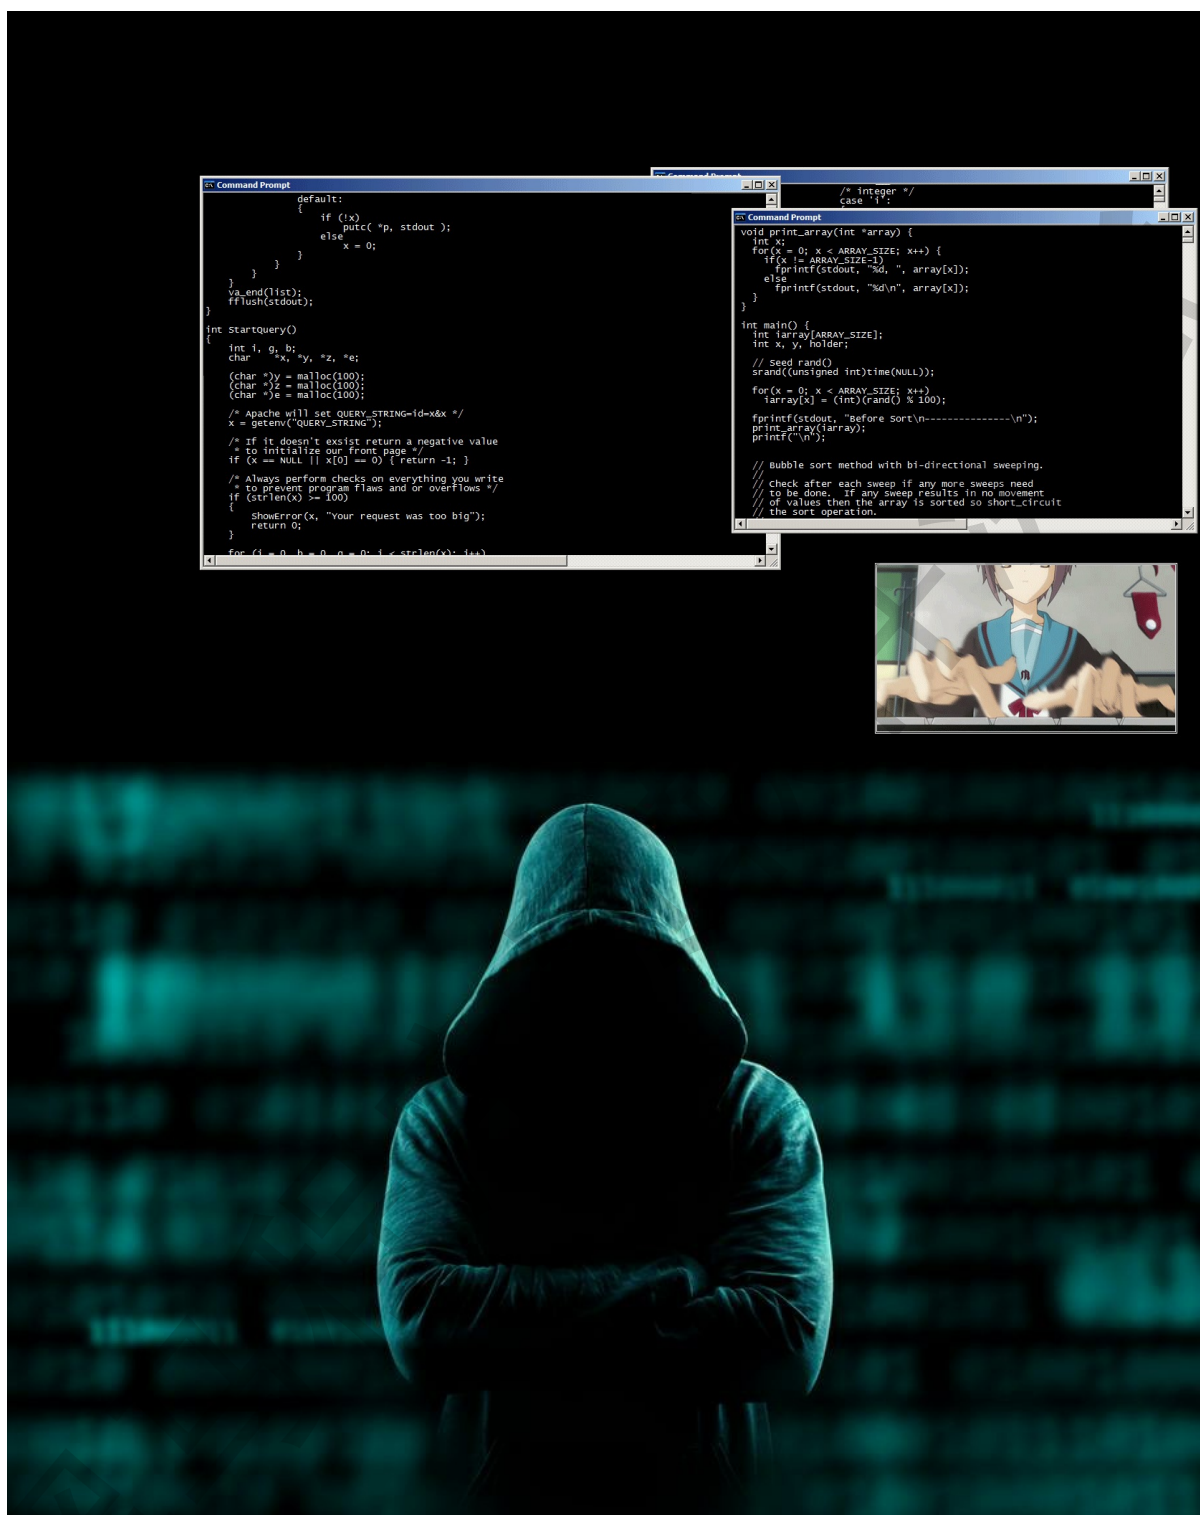 Command Prompt
default:
{
if (!x)
putc( *p, stdout );
else
x = 0;
}
}
}
}
va_end(list);
fflush(stdout);
}
int StartQuery()
{
int i, g, b;
char *x, *y, *z, *e;
(char *)y = malloc(100);
(char *)z = malloc(100);
(char *)e = malloc(100);
/* Apache will set QUERY_STRING=id=x&x */
x = getenv("QUERY_STRING");
/* If it doesn't exsist return a negative value
* to initialize our front page */
if (x == NULL || x[0] == 0) { return -1; }
/* Always perform checks on everything you write
* to prevent program flaws and or overflows */
if (strlen(x) >= 100)
{
ShowError(x, "Your request was too big");
return 0;
}
for (i = 0, b = 0, g = 0; i < strlen(x); i++)
Command Prompt
/* integer */
case 'i':
Command Prompt
void print_array(int *array) {
int x;
for(x = 0; x < ARRAY_SIZE; x++) {
if(x != ARRAY_SIZE-1)
fprintf(stdout, "%d, ", array[x]);
else
fprintf(stdout, "%d\n", array[x]);
}
}
int main() {
int iarray[ARRAY_SIZE];
int x, y, holder;
// Seed rand()
srand((unsigned int)time(NULL));
for(x = 0; x < ARRAY_SIZE; x++)
iarray[x] = (int)(rand() % 100);
fprintf(stdout, "Before Sort\n---------------\n");
print_array(iarray);
printf("\n");
// Bubble sort method with bi-directional sweeping.
//
// Check after each sweep if any more sweeps need
// to be done.  If any sweep results in no movement
// of values then the array is sorted so short_circuit
// the sort operation.